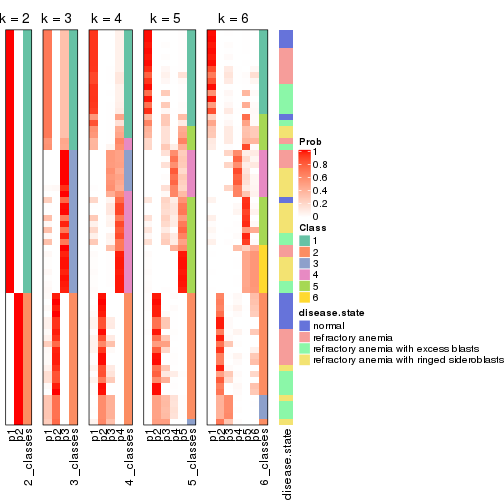 k = 2
k = 3
k = 4
k = 5
k = 6
Prob
1
0.8
0.6
0.4
0.2
0
Class
1
2
3
4
5
6
disease.state
normal
refractory anemia
refractory anemia with excess blasts
refractory anemia with ringed sideroblasts
p1
p2
2_classes
p1
p2
p3
3_classes
p1
p2
p3
p4
4_classes
p1
p2
p3
p4
p5
5_classes
p1
p2
p3
p4
p5
p6
6_classes
disease.state